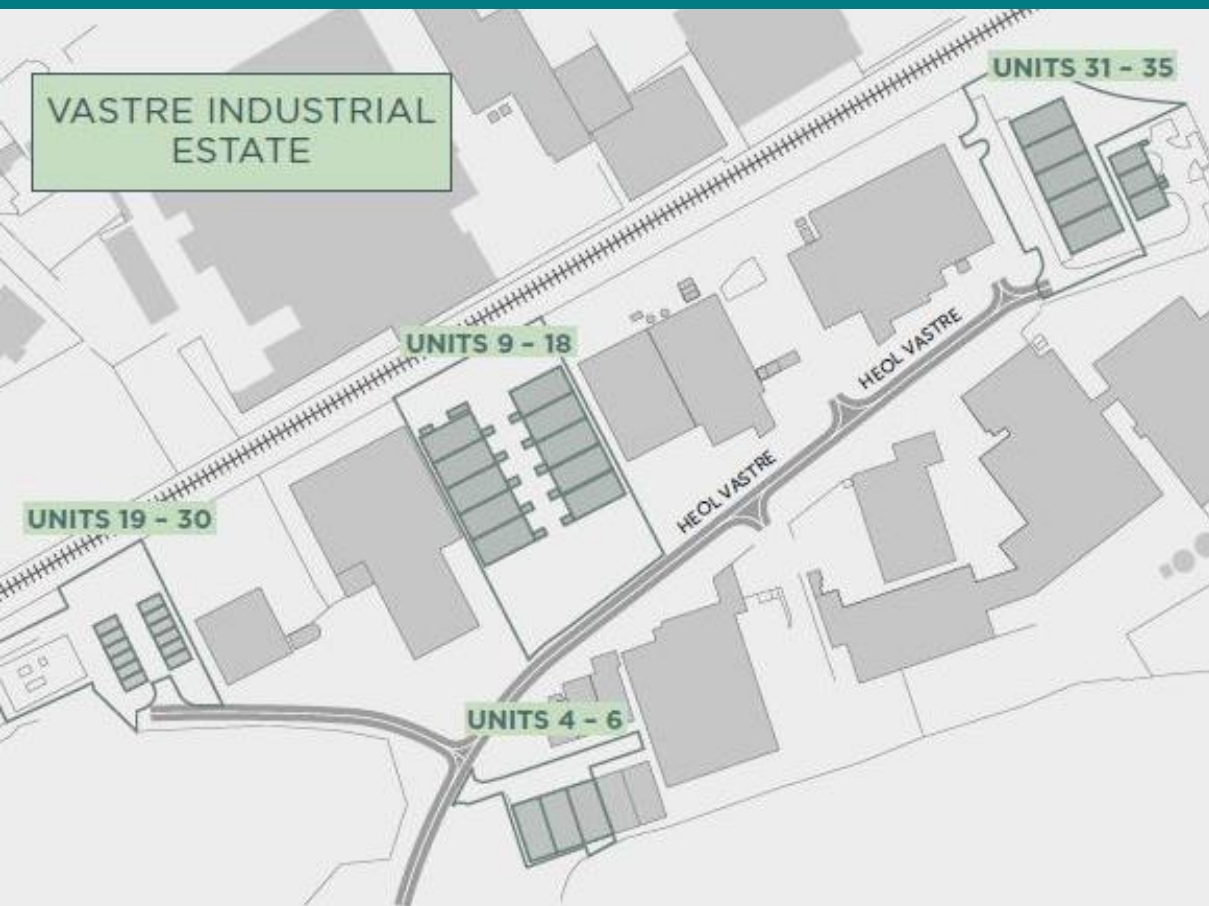 VASTRE INDUSTRIAL
ESTATE
UNITS 31 – 35
UNITS 9 – 18
HEOL VASTRE
HEOL VASTRE
UNITS 19 – 30
UNITS 4 – 6